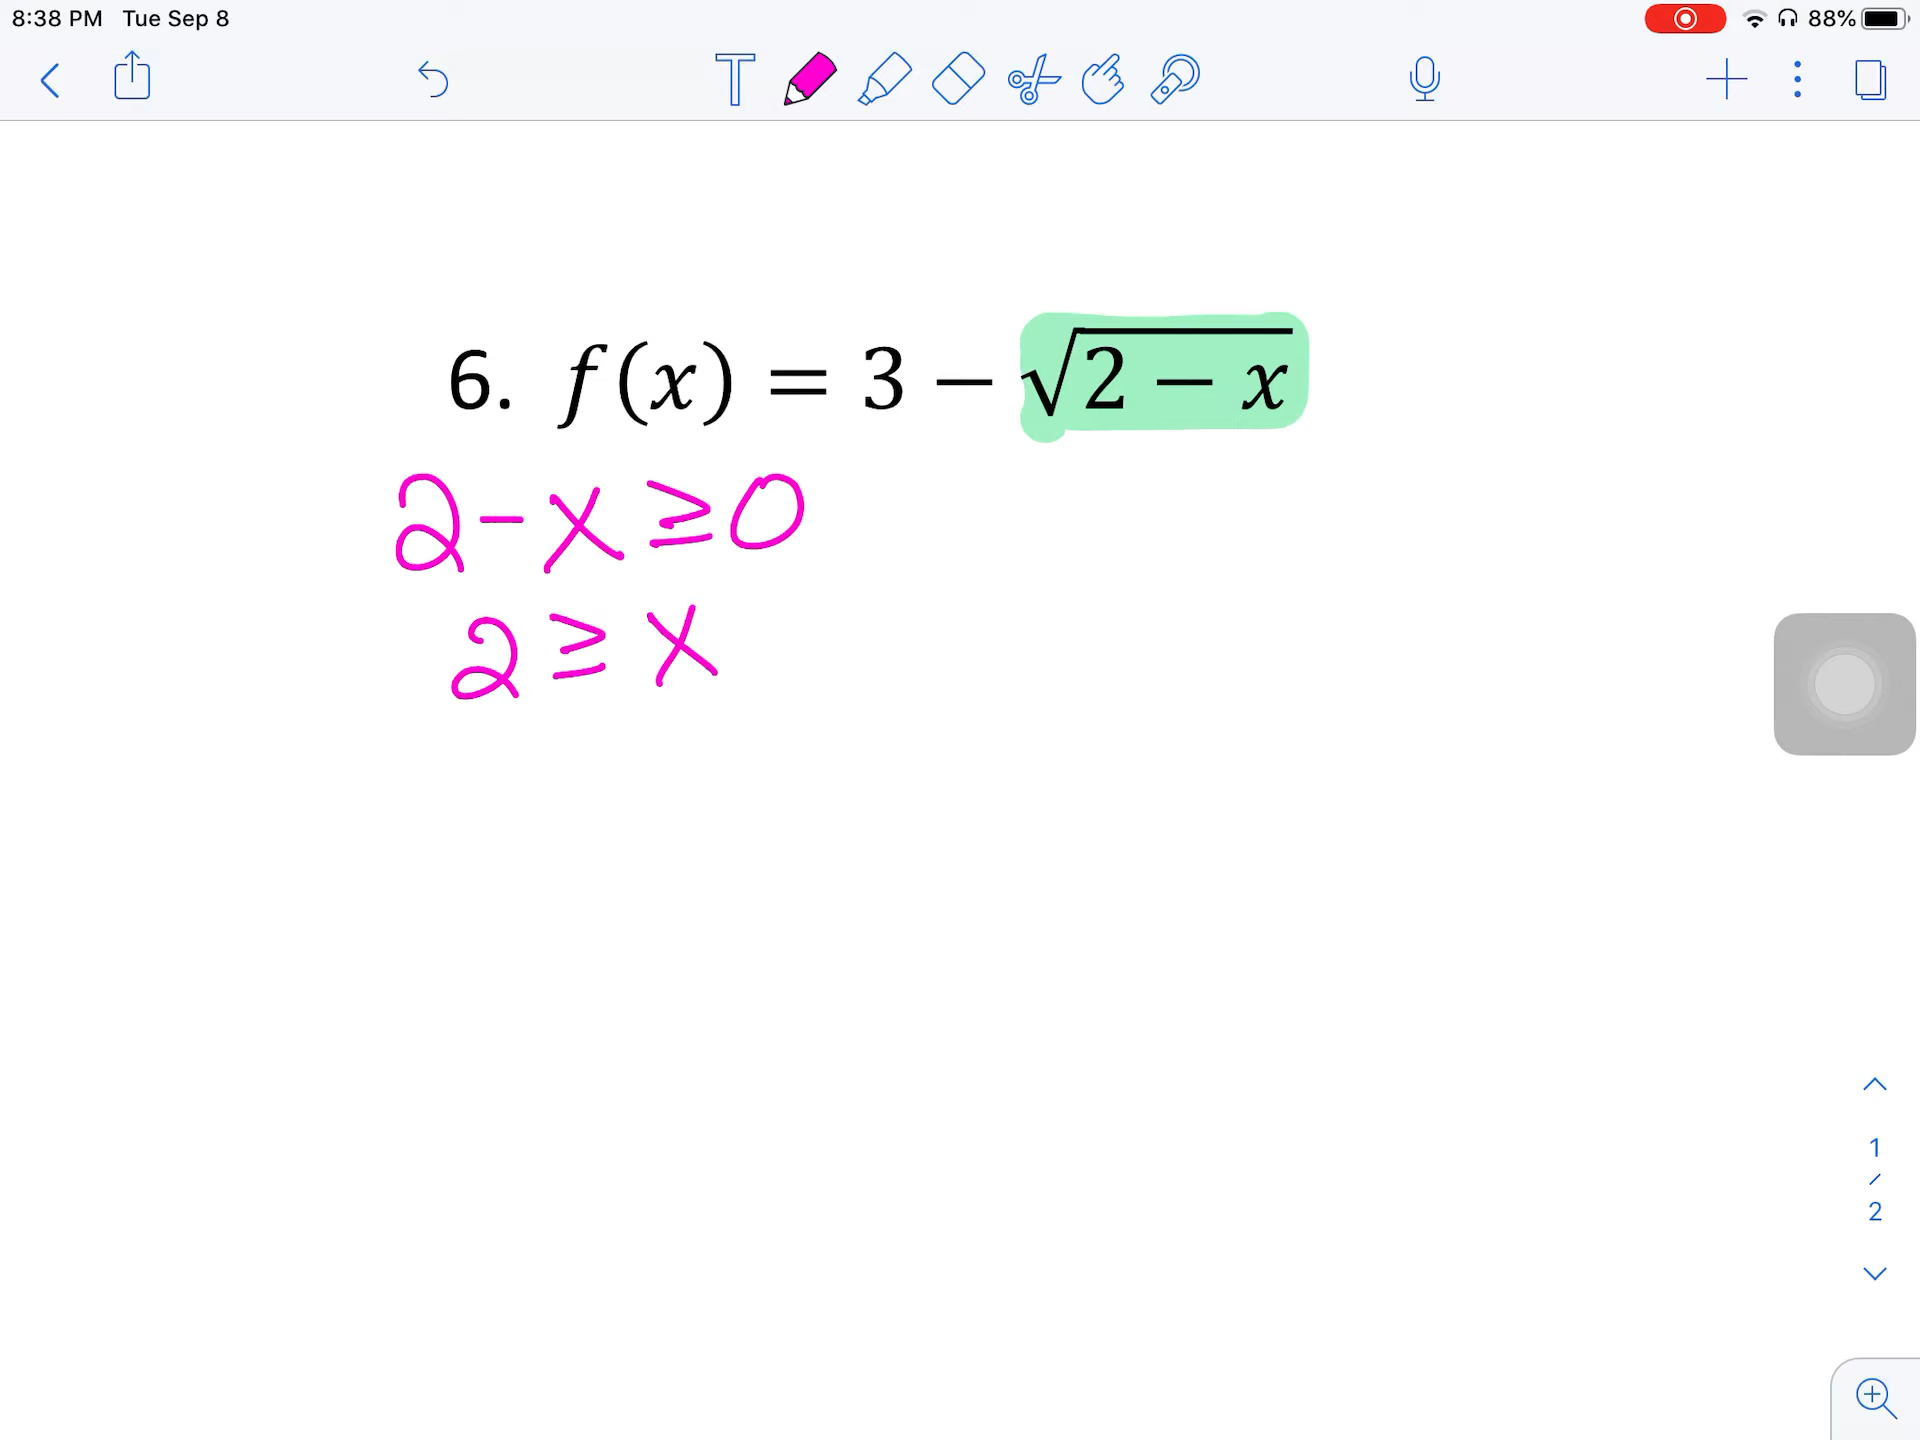 8:38 PM Tue Sep 8 88%
T
6. f(x) = 3 − √2 − x
2-x≥0
2≥x
1
/
2